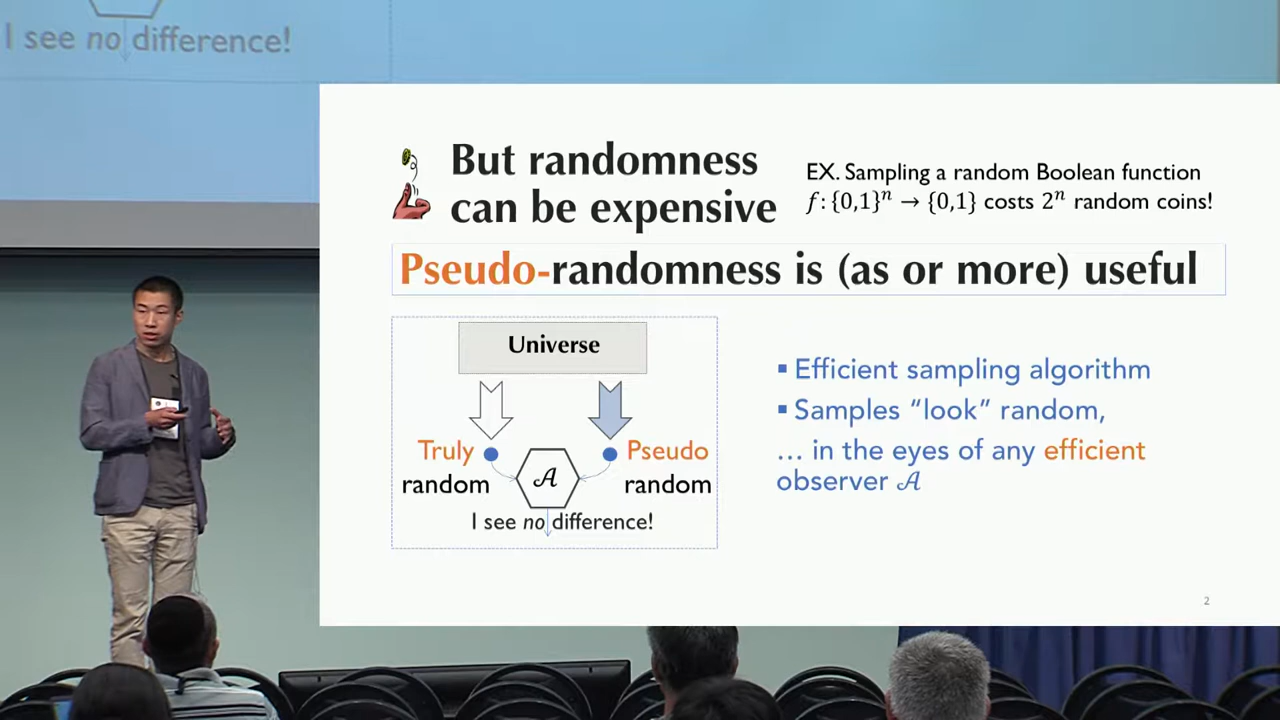 I see no difference!
But randomness
can be expensive
EX. Sampling a random Boolean function
f: {0,1}ⁿ → {0,1} costs 2ⁿ random coins!
Pseudo-randomness is (as or more) useful
Universe
Truly
random
𝒜
Pseudo
random
I see no difference!
▪ Efficient sampling algorithm
▪ Samples “look” random,
… in the eyes of any efficient
observer 𝒜
2